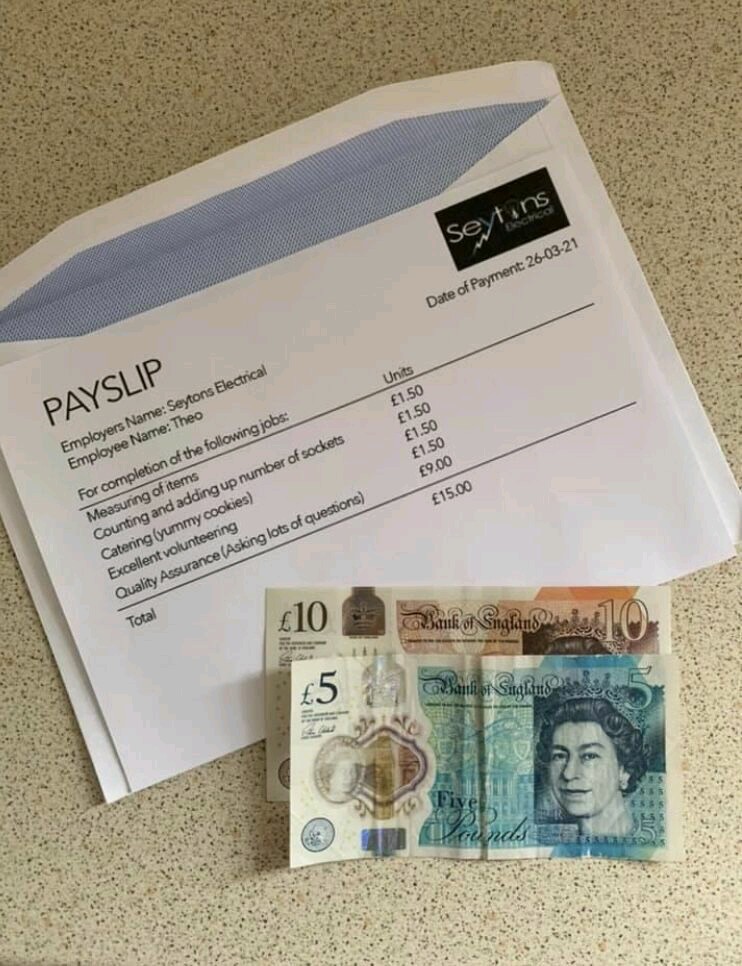 Seytons
Electrical
Date of Payment: 26-03-21
PAYSLIP
Employers Name: Seytons Electrical
Employee Name: Theo
For completion of the following jobs: Units
Measuring of items £1.50
Counting and adding up number of sockets £1.50
Catering (yummy cookies) £1.50
Excellent volunteering £1.50
Quality Assurance (Asking lots of questions) £9.00
Total £15.00
£10 Bank of England 10
£5 Bank of England 5
Five
Pounds
5